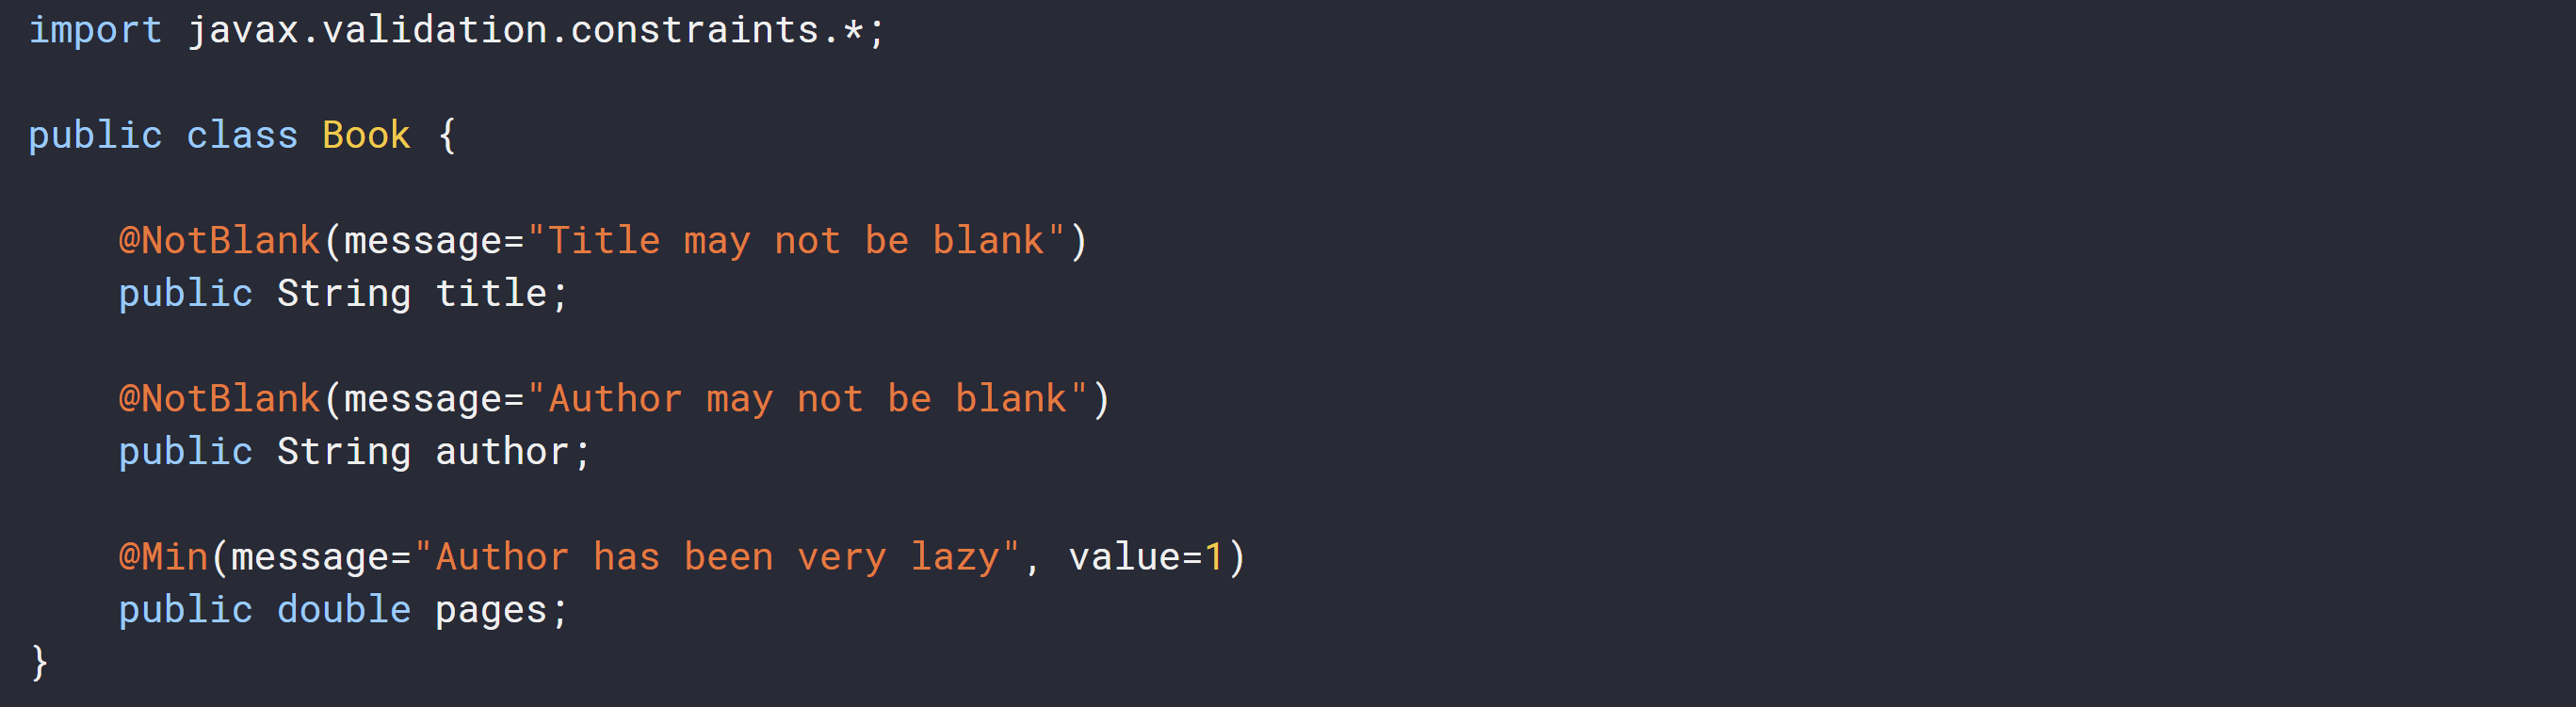 import javax.validation.constraints.*;
public class Book {
@NotBlank(message="Title may not be blank")
public String title;
@NotBlank(message="Author may not be blank")
public String author;
@Min(message="Author has been very lazy", value=1)
public double pages;
}